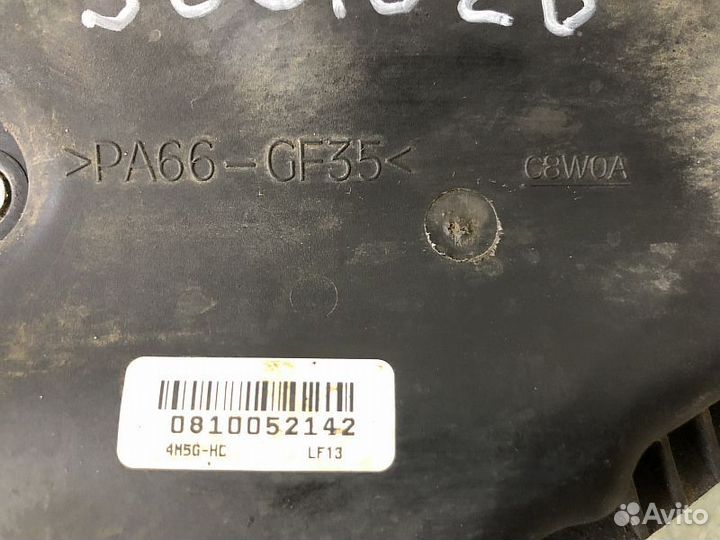 >PA66-GF35<
C8W0A
0810052142
4M5G-HC LF13
Avito